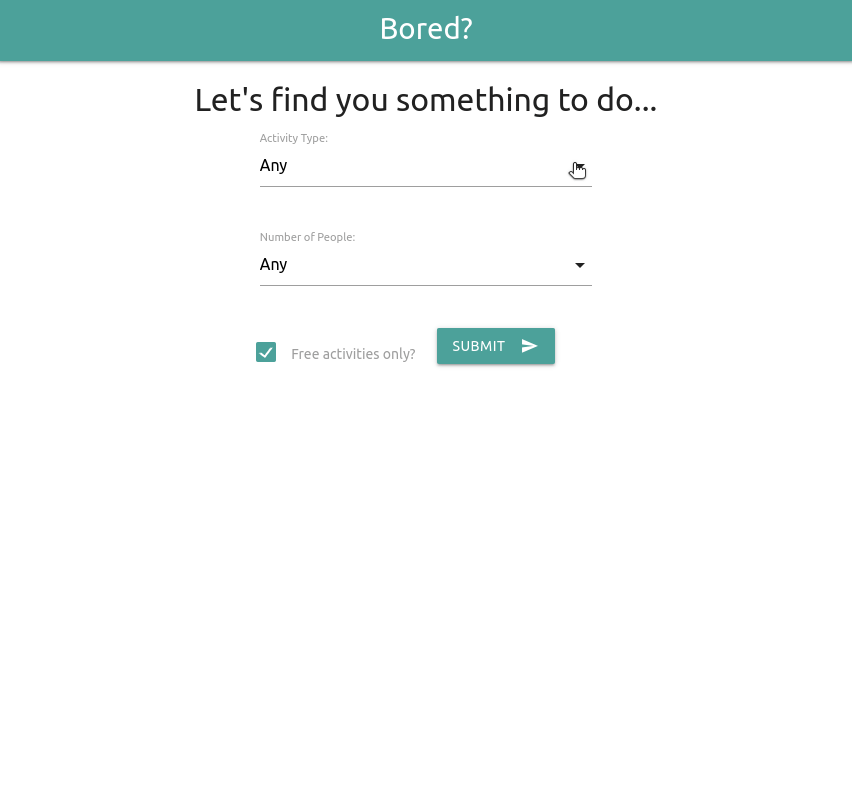 Bored?
Let's find you something to do...
Activity Type:
Any
Number of People:
Any
Free activities only?
SUBMIT